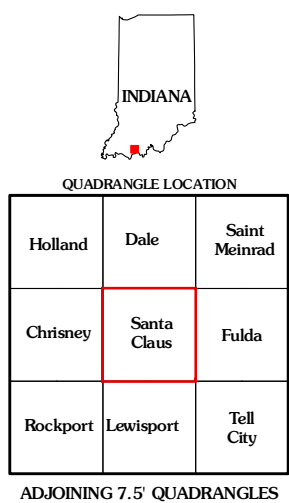 INDIANA
QUADRANGLE LOCATION
Holland
Dale
Saint
Meinrad
Chrisney
Santa
Claus
Fulda
Rockport
Lewisport
Tell
City
ADJOINING 7.5' QUADRANGLES